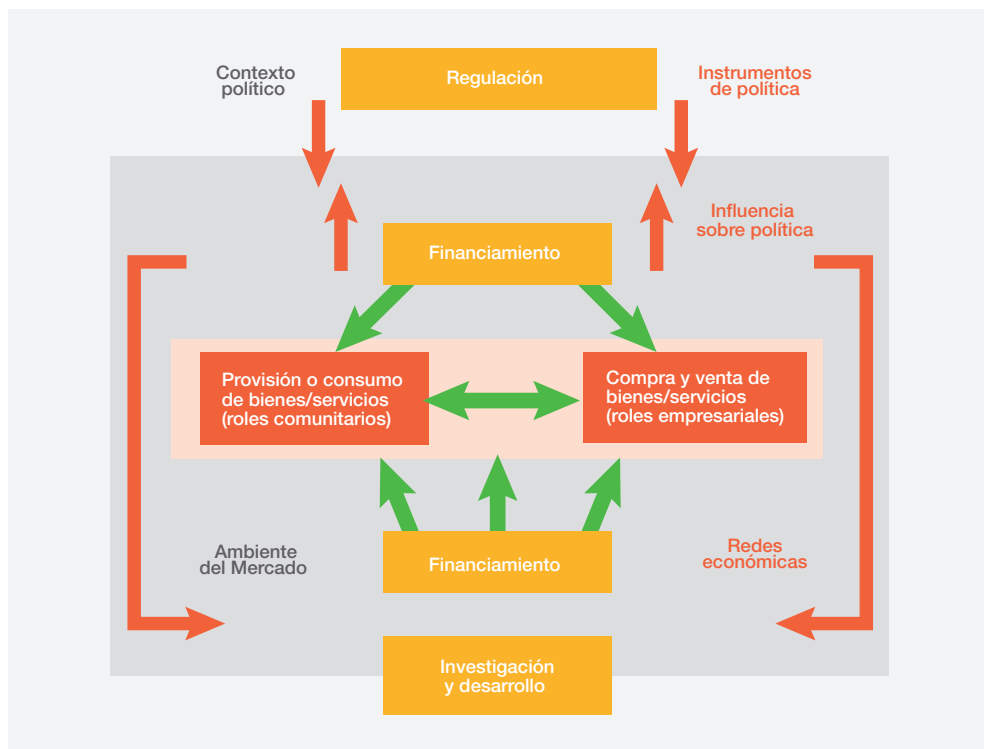 Contexto
político
Regulación
Instrumentos
de política
Influencia
sobre política
Financiamiento
Provisión o consumo
de bienes/servicios
(roles comunitarios)
Compra y venta de
bienes/servicios
(roles empresariales)
Ambiente
del Mercado
Financiamiento
Redes
económicas
Investigación
y desarrollo